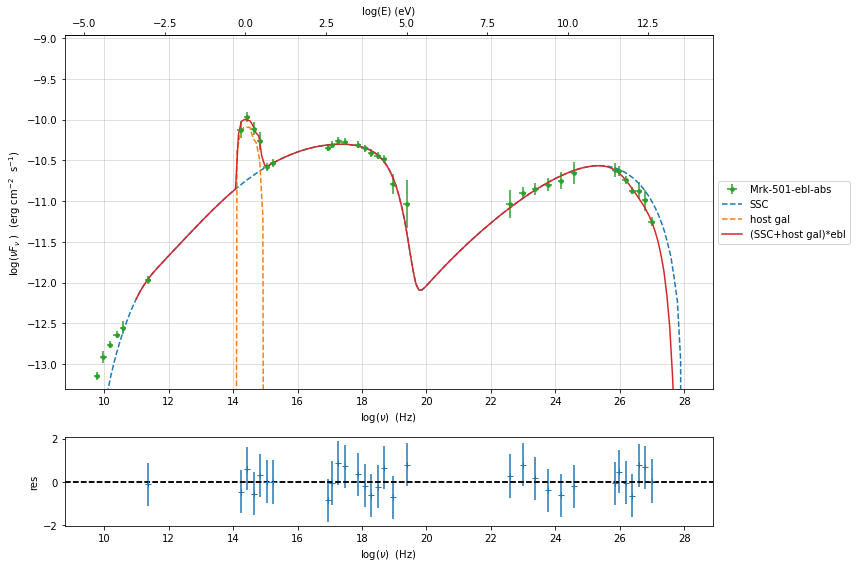 log(E) (eV)
−5.0 −2.5 0.0 2.5 5.0 7.5 10.0 12.5
−9.0
−9.5
−10.0
−10.5
−11.0
−11.5
−12.0
−12.5
−13.0
log(νF_ν ) (erg cm⁻² s⁻¹)
Mrk-501-ebl-abs
SSC
host gal
(SSC+host gal)*ebl
10 12 14 16 18 20 22 24 26 28
log(ν) (Hz)
2
0
−2
res
10 12 14 16 18 20 22 24 26 28
log(ν) (Hz)